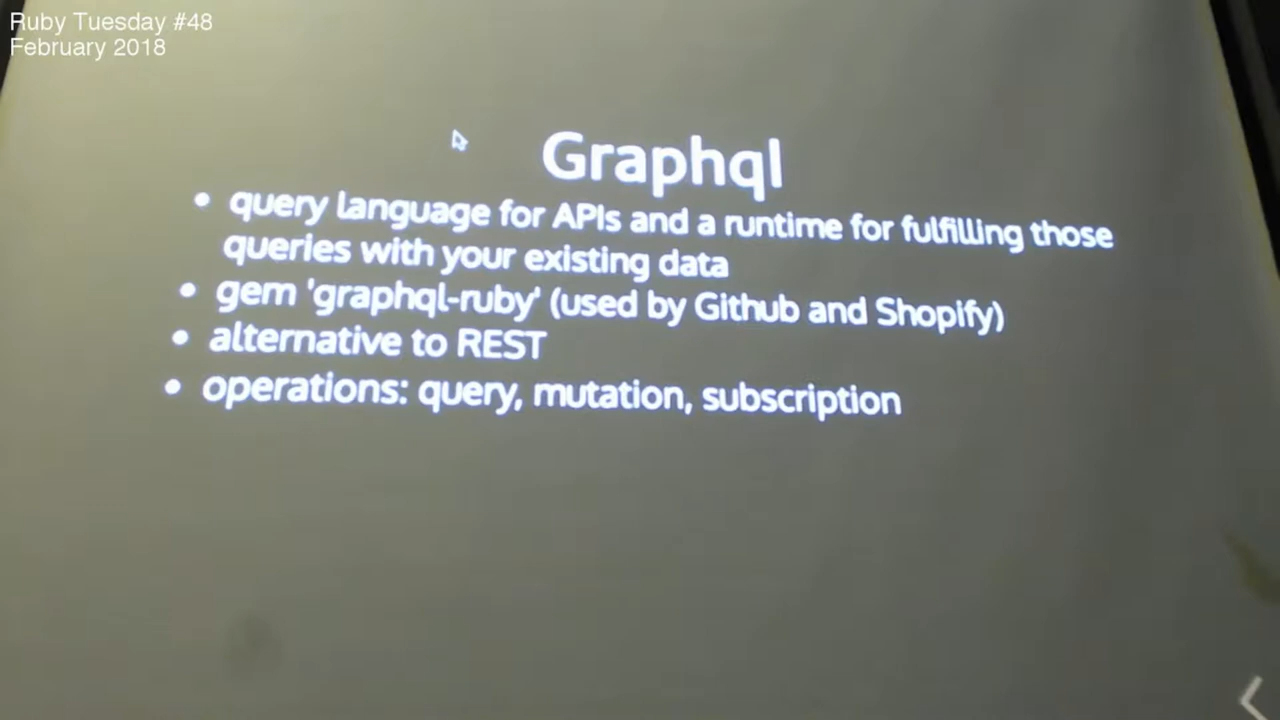 Ruby Tuesday #48
February 2018
Graphql
query language for APIs and a runtime for fulfilling those
queries with your existing data
gem 'graphql-ruby' (used by Github and Shopify)
alternative to REST
operations: query, mutation, subscription